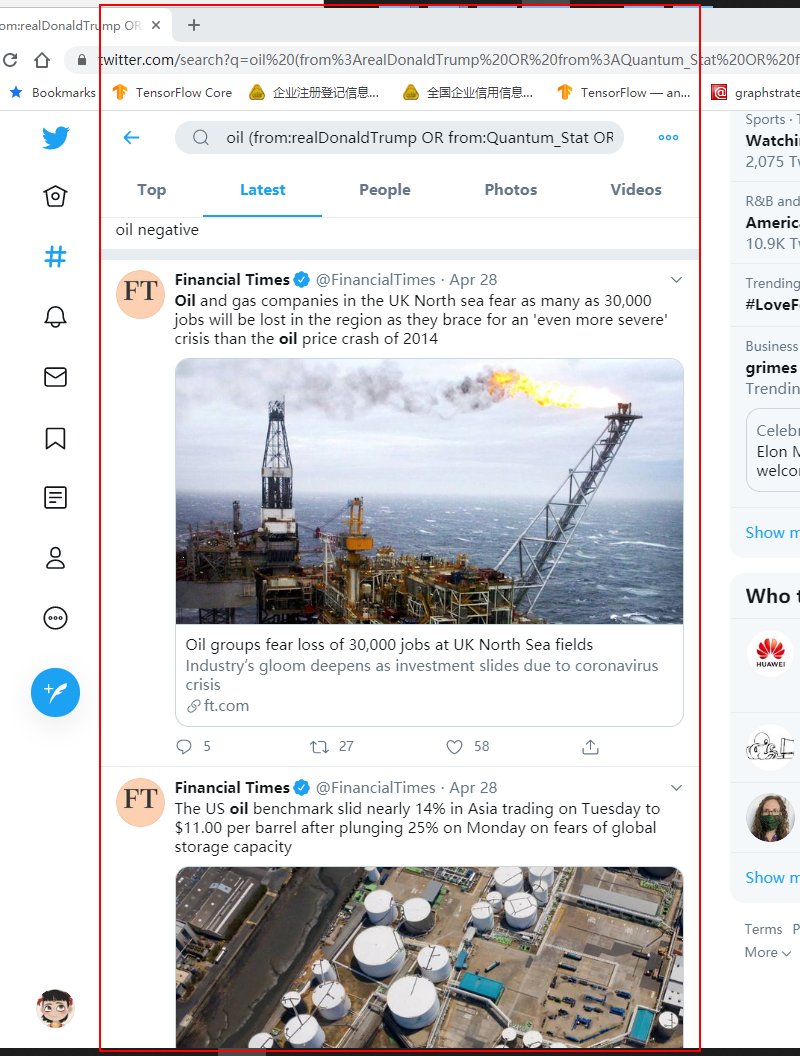 om:realDonaldTrump OR
twitter.com/search?q=oil%20(from%3ArealDonaldTrump%20OR%20from%3AQuantum_Stat%20OR%20f
Bookmarks
TensorFlow Core
企业注册登记信息...
全国企业信用信息...
TensorFlow — an...
graphstrate
oil (from:realDonaldTrump OR from:Quantum_Stat OR
Top
Latest
People
Photos
Videos
oil negative
FT
Financial Times @FinancialTimes · Apr 28
Oil and gas companies in the UK North sea fear as many as 30,000
jobs will be lost in the region as they brace for an 'even more severe'
crisis than the oil price crash of 2014
Oil groups fear loss of 30,000 jobs at UK North Sea fields
Industry's gloom deepens as investment slides due to coronavirus
crisis
ft.com
5
27
58
FT
Financial Times @FinancialTimes · Apr 28
The US oil benchmark slid nearly 14% in Asia trading on Tuesday to
$11.00 per barrel after plunging 25% on Monday on fears of global
storage capacity
Sports · T
Watchi
2,075 Tw
R&B and
America
10.9K Tw
Trending
#LoveF
Business
grimes
Trendin
Celebr
Elon M
welcor
Show m
Who t
HUAWEI
Show m
Terms P
More